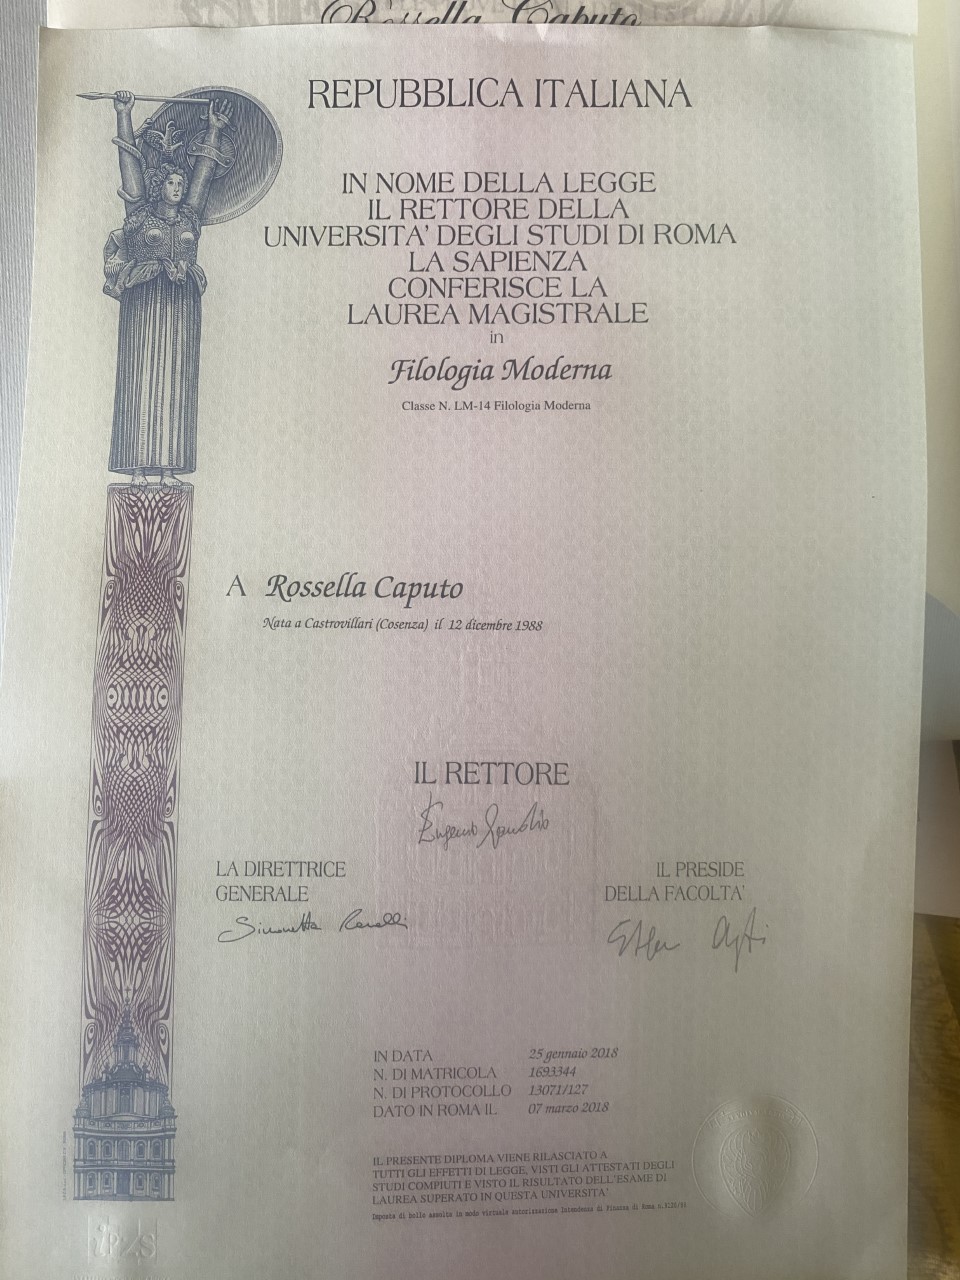 Rossella Caputo
REPUBBLICA ITALIANA
IN NOME DELLA LEGGE
IL RETTORE DELLA
UNIVERSITA' DEGLI STUDI DI ROMA
LA SAPIENZA
CONFERISCE LA
LAUREA MAGISTRALE
in
Filologia Moderna
Classe N. LM-14 Filologia Moderna
A Rossella Caputo
Nata a Castrovillari (Cosenza) il 12 dicembre 1988
IL RETTORE
LA DIRETTRICE
GENERALE
Simonetta Ranalli
IL PRESIDE
DELLA FACOLTA'
IN DATA 25 gennaio 2018
N. DI MATRICOLA 1693344
N. DI PROTOCOLLO 13071/127
DATO IN ROMA IL 07 marzo 2018
IL PRESENTE DIPLOMA VIENE RILASCIATO A
TUTTI GLI EFFETTI DI LEGGE, VISTI GLI ATTESTATI DEGLI
STUDI COMPIUTI E VISTO IL RISULTATO DELL'ESAME DI
LAUREA SUPERATO IN QUESTA UNIVERSITA'
Imposta di bollo assolta in modo virtuale autorizzazione Intendenza di Finanza di Roma
IPZS